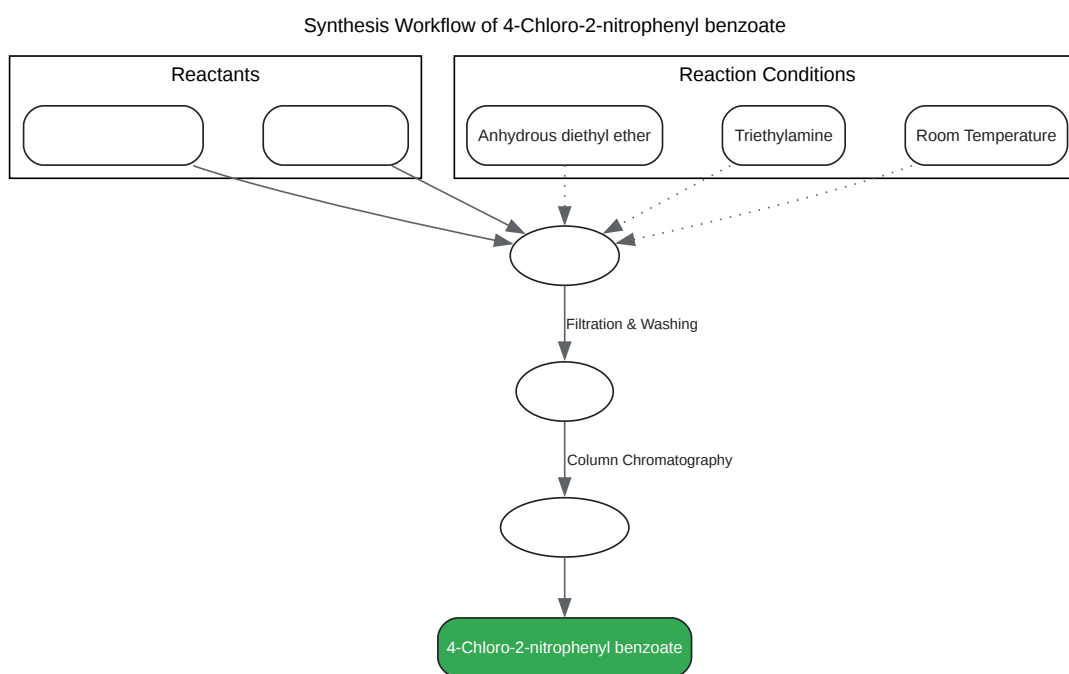 Synthesis Workflow of 4-Chloro-2-nitrophenyl benzoate
Reactants
Reaction Conditions
Anhydrous diethyl ether
Triethylamine
Room Temperature
Filtration & Washing
Column Chromatography
4-Chloro-2-nitrophenyl benzoate